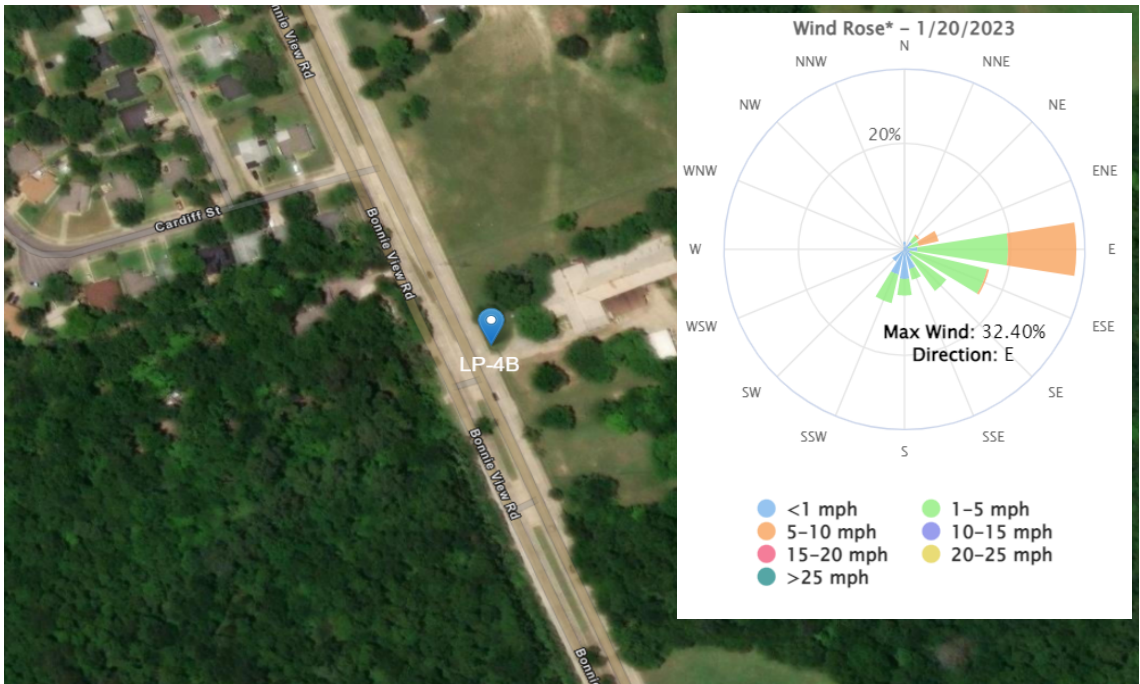 nnie View Rd
Cardiff St
Bonnie View Rd
LP-4B
Bonnie View Rd
Bonnie
Wind Rose* – 1/20/2023
N
NNW
NNE
NW
NE
20%
WNW
ENE
W
E
WSW
ESE
Max Wind: 32.40%
Direction: E
SW
SE
SSW
SSE
S
<1 mph
1–5 mph
5–10 mph
10–15 mph
15–20 mph
20–25 mph
>25 mph